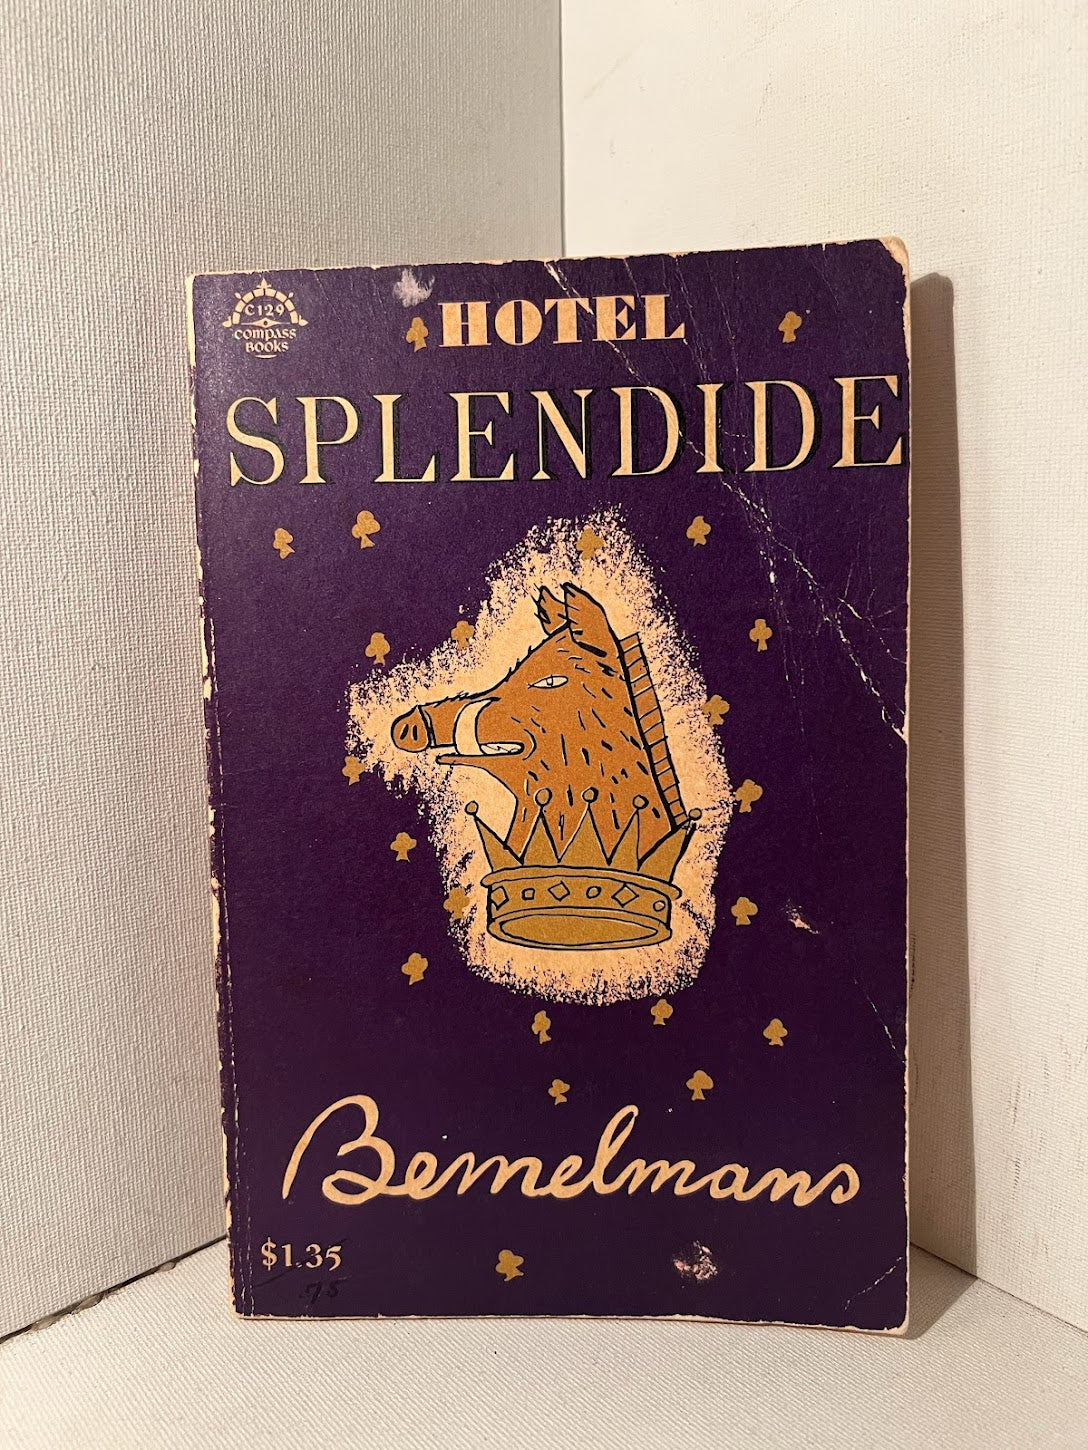 C129
COMPASS
BOOKS
HOTEL
SPLENDIDE
Bemelmans
$1.35
.75